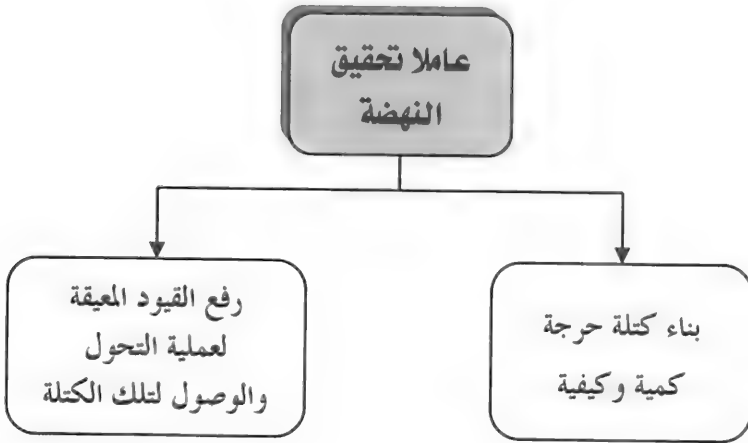 عاملا تحقيق
النهضة
بناء كتلة حرجة
كمية وكيفية
رفع القيود المعيقة
لعملية التحول
والوصول لتلك الكتلة